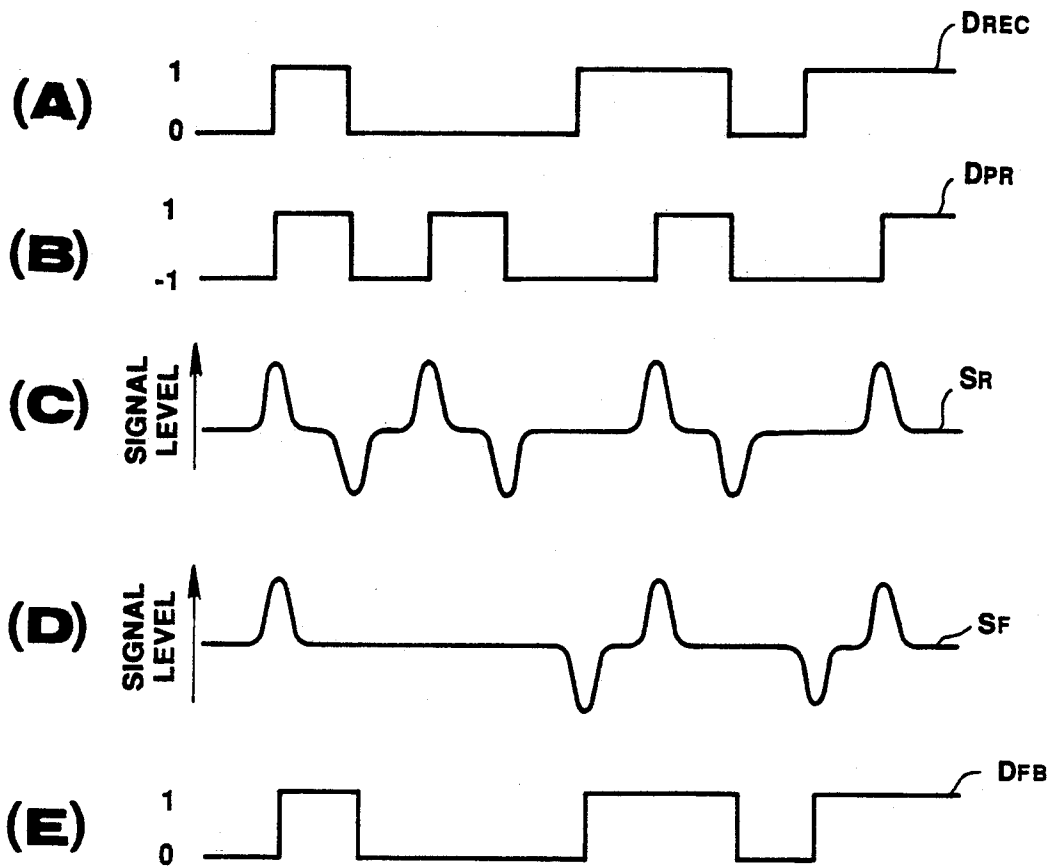 (A)
1
0
DREC
(B)
1
-1
DPR
(C)
SIGNAL
LEVEL
SR
(D)
SIGNAL
LEVEL
SF
(E)
1
0
DFB